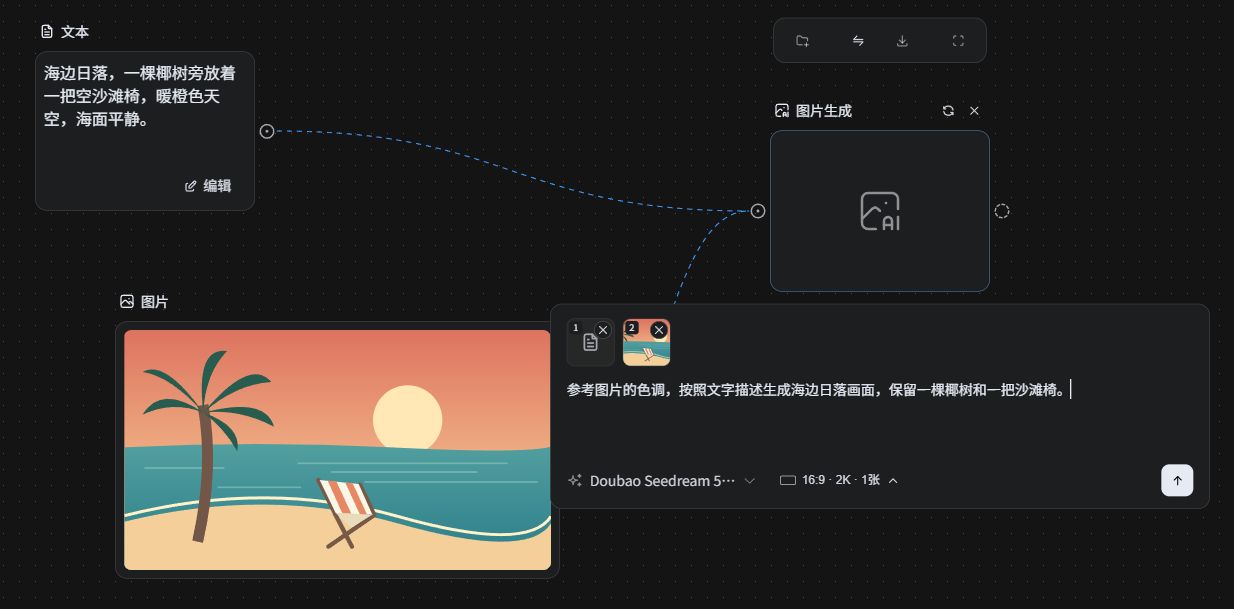 文本
海边日落，一棵椰树旁放着
一把空沙滩椅，暖橙色天
空，海面平静。
编辑
图片生成
AI
图片
1
2
参考图片的色调，按照文字描述生成海边日落画面，保留一棵椰树和一把沙滩椅。
Doubao Seedream 5···
16:9 · 2K · 1张